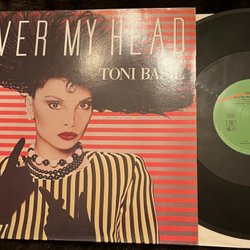 VER MY HEAD
TONI BASIL